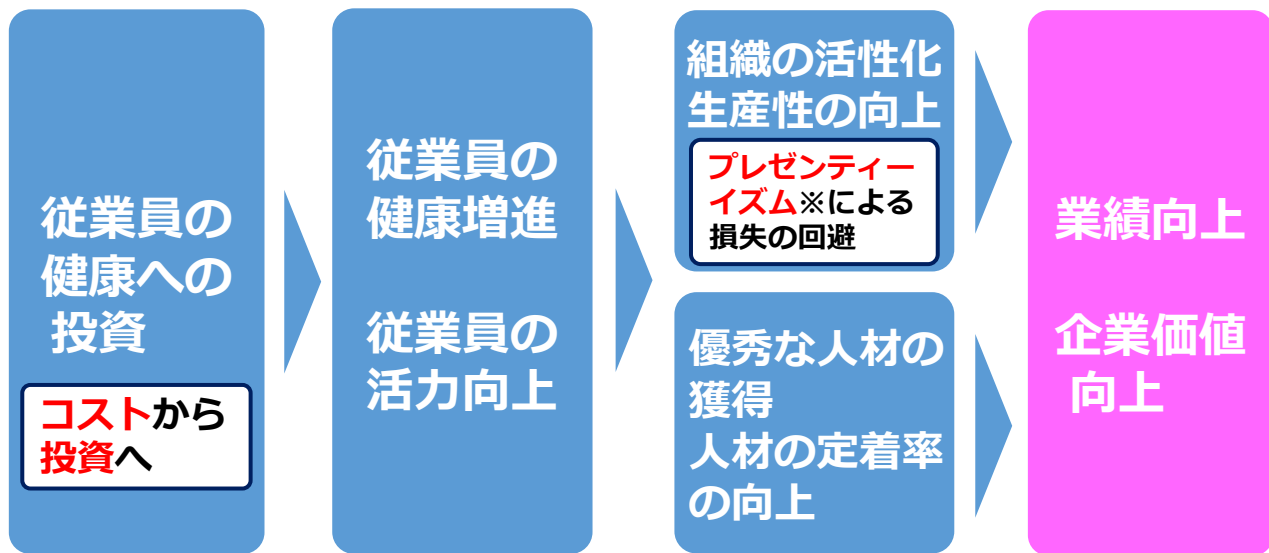 従業員の
健康への
投資
コストから
投資へ
従業員の
健康増進
従業員の
活力向上
組織の活性化
生産性の向上
プレゼンティー
イズム※による
損失の回避
優秀な人材の
獲得
人材の定着率
の向上
業績向上
企業価値
向上